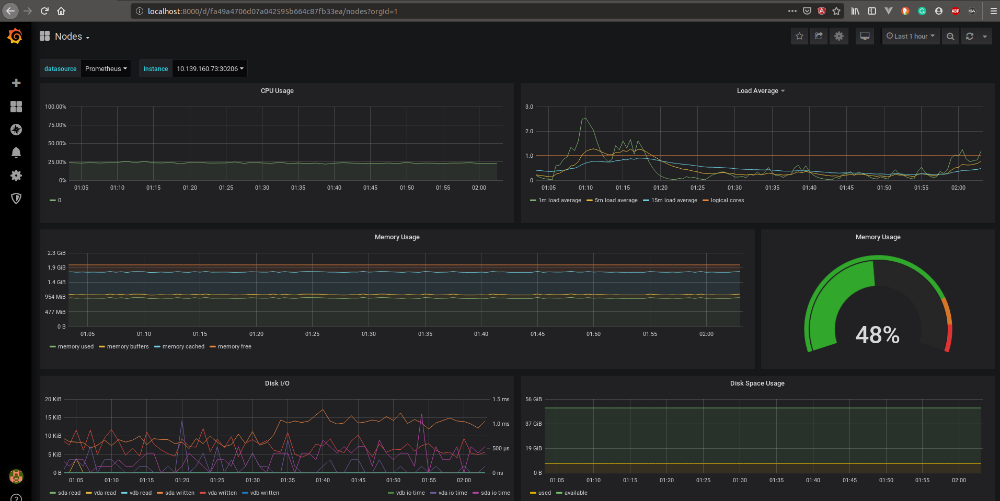 localhost:8000/d/fa49a4706d07a042595b664c87fb33ea/nodes?orgId=1
ABP
Nodes
Last 1 hour
datasource Prometheus instance 10.139.160.73:30206
CPU Usage
100.00%
75.00%
50.00%
25.00%
0%
01:05 01:10 01:15 01:20 01:25 01:30 01:35 01:40 01:45 01:50 01:55 02:00
0
Load Average
3.0
2.0
1.0
0
01:05 01:10 01:15 01:20 01:25 01:30 01:35 01:40 01:45 01:50 01:55 02:00
1m load average 5m load average 15m load average logical cores
Memory Usage
2.3 GiB
1.9 GiB
1.4 GiB
954 MiB
477 MiB
0 B
01:05 01:10 01:15 01:20 01:25 01:30 01:35 01:40 01:45 01:50 01:55 02:00
memory used memory buffers memory cached memory free
Memory Usage
48%
Disk I/O
20 KiB
15 KiB
10 KiB
5 KiB
0 B
1.5 ms
1.0 ms
500 µs
0 ns
01:05 01:10 01:15 01:20 01:25 01:30 01:35 01:40 01:45 01:50 01:55 02:00
sda read vda read vdb read sda written vda written vdb written vdb io time vda io time sda io time
Disk Space Usage
56 GiB
37 GiB
19 GiB
0 B
01:05 01:10 01:15 01:20 01:25 01:30 01:35 01:40 01:45 01:50 01:55 02:00
used available